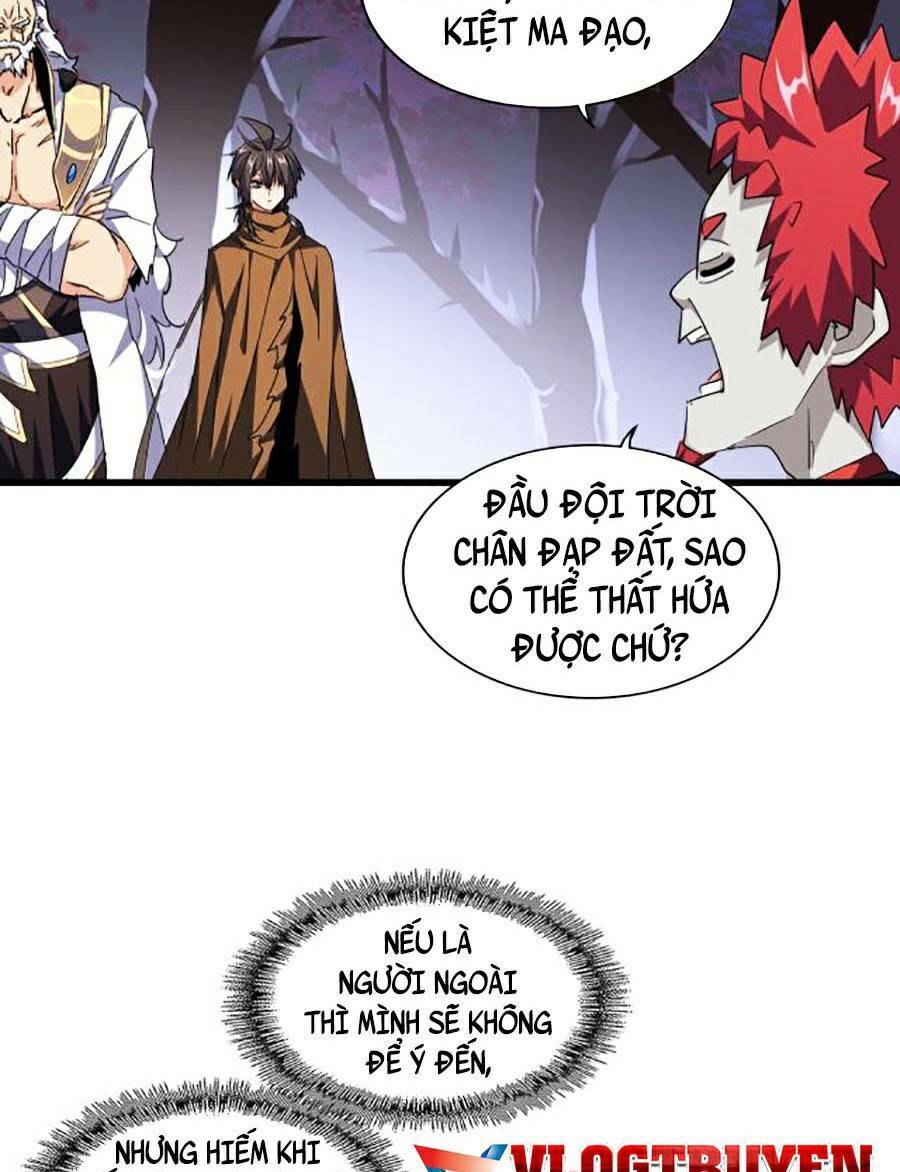 KIỆT MA ĐẠO,
ĐẦU ĐỘI TRỜI
CHÂN ĐẠP ĐẤT, SAO
CÓ THỂ THẤT HỨA
ĐƯỢC CHỨ?
NẾU LÀ
NGƯỜI NGOÀI
THÌ MÌNH SẼ KHÔNG
ĐỂ Ý ĐẾN,
NHƯNG HIẾM KHI
VLOGTRUYEN